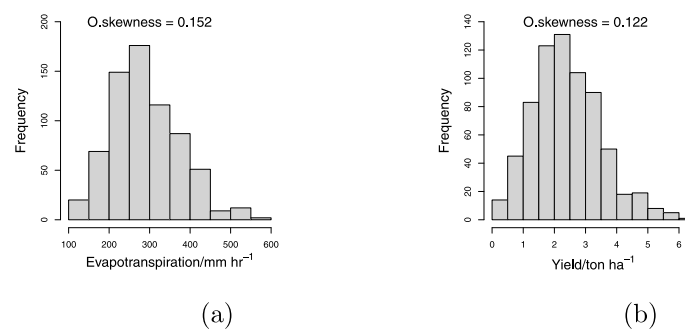 O.skewness = 0.152
Frequency
0 50 100 150 200
100 200 300 400 500 600
Evapotranspiration/mm hr⁻¹
(a)
O.skewness = 0.122
Frequency
0 20 40 60 80 100 120 140
0 1 2 3 4 5 6
Yield/ton ha⁻¹
(b)